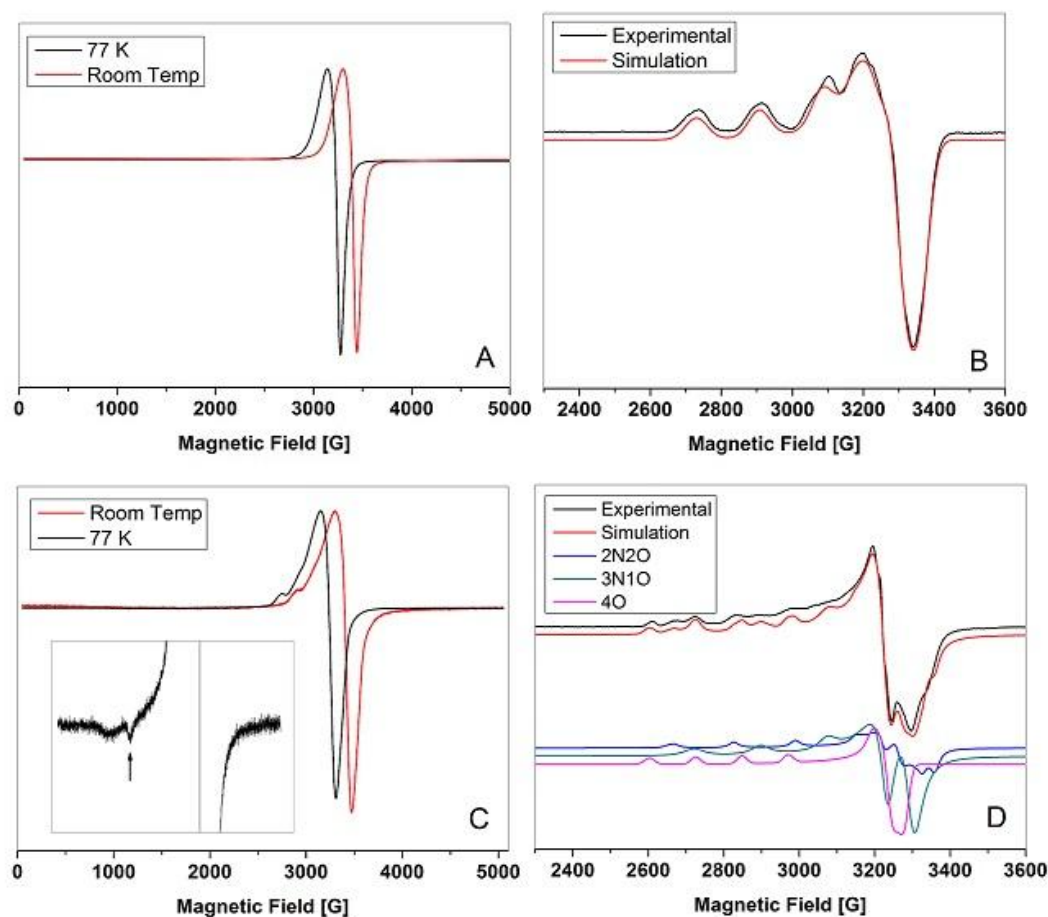 77 K
Room Temp
A
0 1000 2000 3000 4000 5000
Magnetic Field [G]
Experimental
Simulation
B
2400 2600 2800 3000 3200 3400 3600
Magnetic Field [G]
Room Temp
77 K
C
0 1000 2000 3000 4000 5000
Magnetic Field [G]
Experimental
Simulation
2N2O
3N1O
4O
D
2400 2600 2800 3000 3200 3400 3600
Magnetic Field [G]